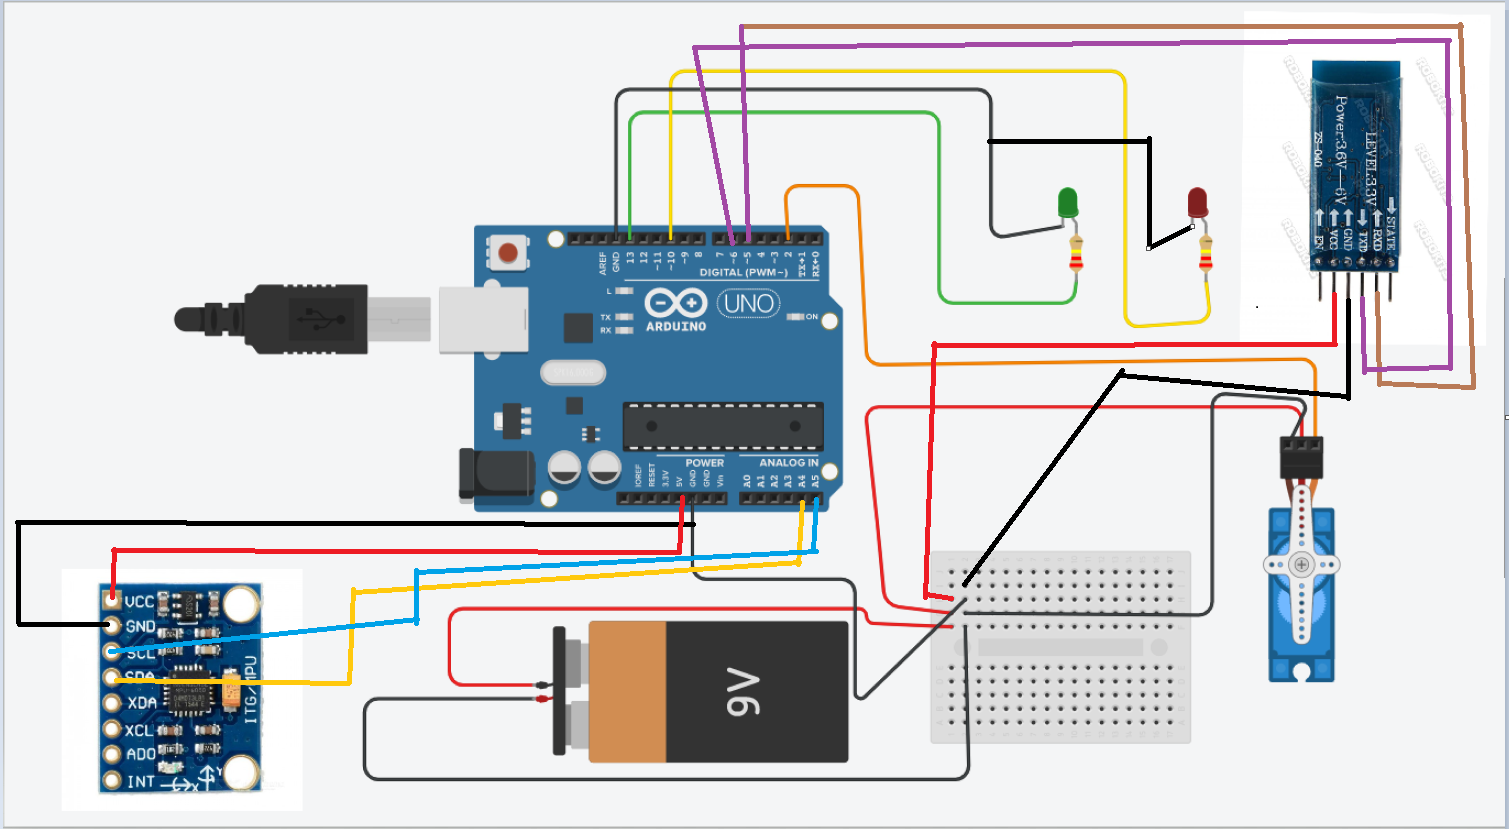 Power:3.6V---6V
LEVEL:3.3V
ZS-040
STATE
RXD
TXD
GND
VCC
EN
ROBOKITS
AREF
GND
13
12
~11
~10
~9
8
7
~6
~5
4
~3
2
TX→1
RX←0
DIGITAL (PWM~)
L
TX
RX
UNO
ARDUINO
ON
POWER
ANALOG IN
IOREF
RESET
3.3V
5V
GND
GND
Vin
A0
A1
A2
A3
A4
A5
VCC
GND
SCL
SDA
XDA
XCL
ADO
INT
ITG/MPU
Y
X
9V